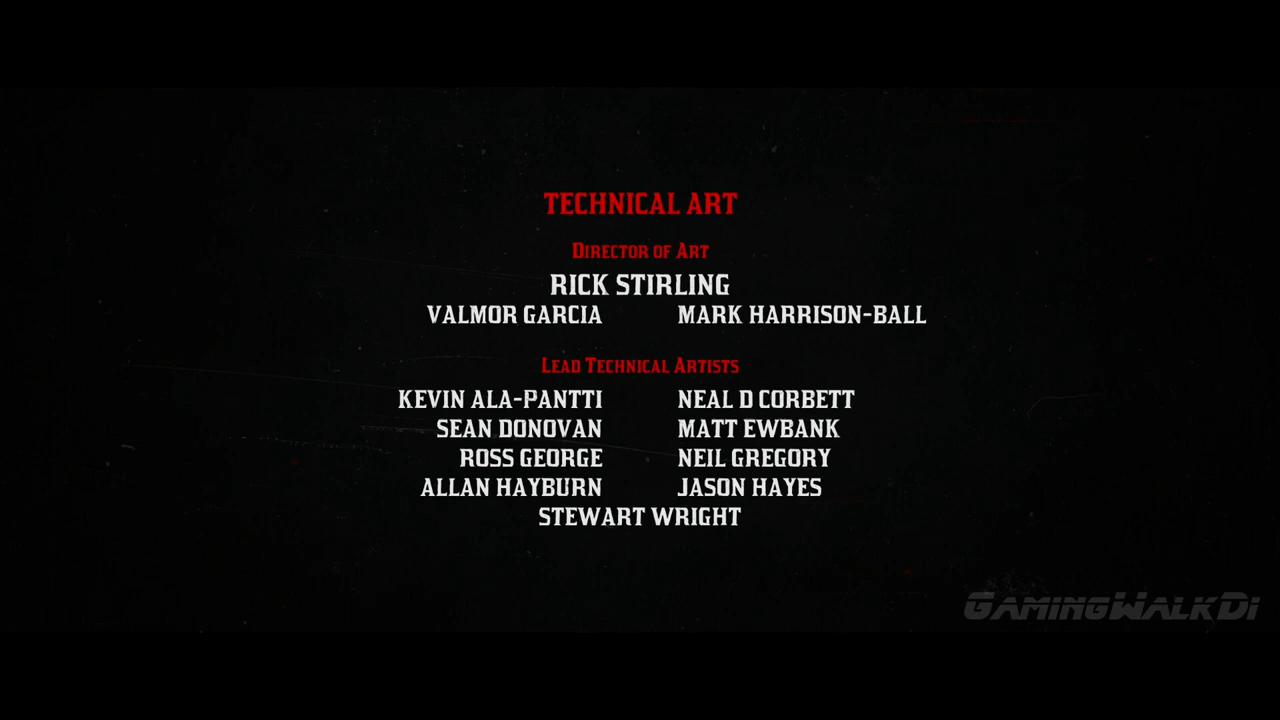 TECHNICAL ART
DIRECTOR OF ART
RICK STIRLING
VALMOR GARCIA MARK HARRISON-BALL
LEAD TECHNICAL ARTISTS
KEVIN ALA-PANTTI NEAL D CORBETT
SEAN DONOVAN MATT EWBANK
ROSS GEORGE NEIL GREGORY
ALLAN HAYBURN JASON HAYES
STEWART WRIGHT
GAMINGWALKDI